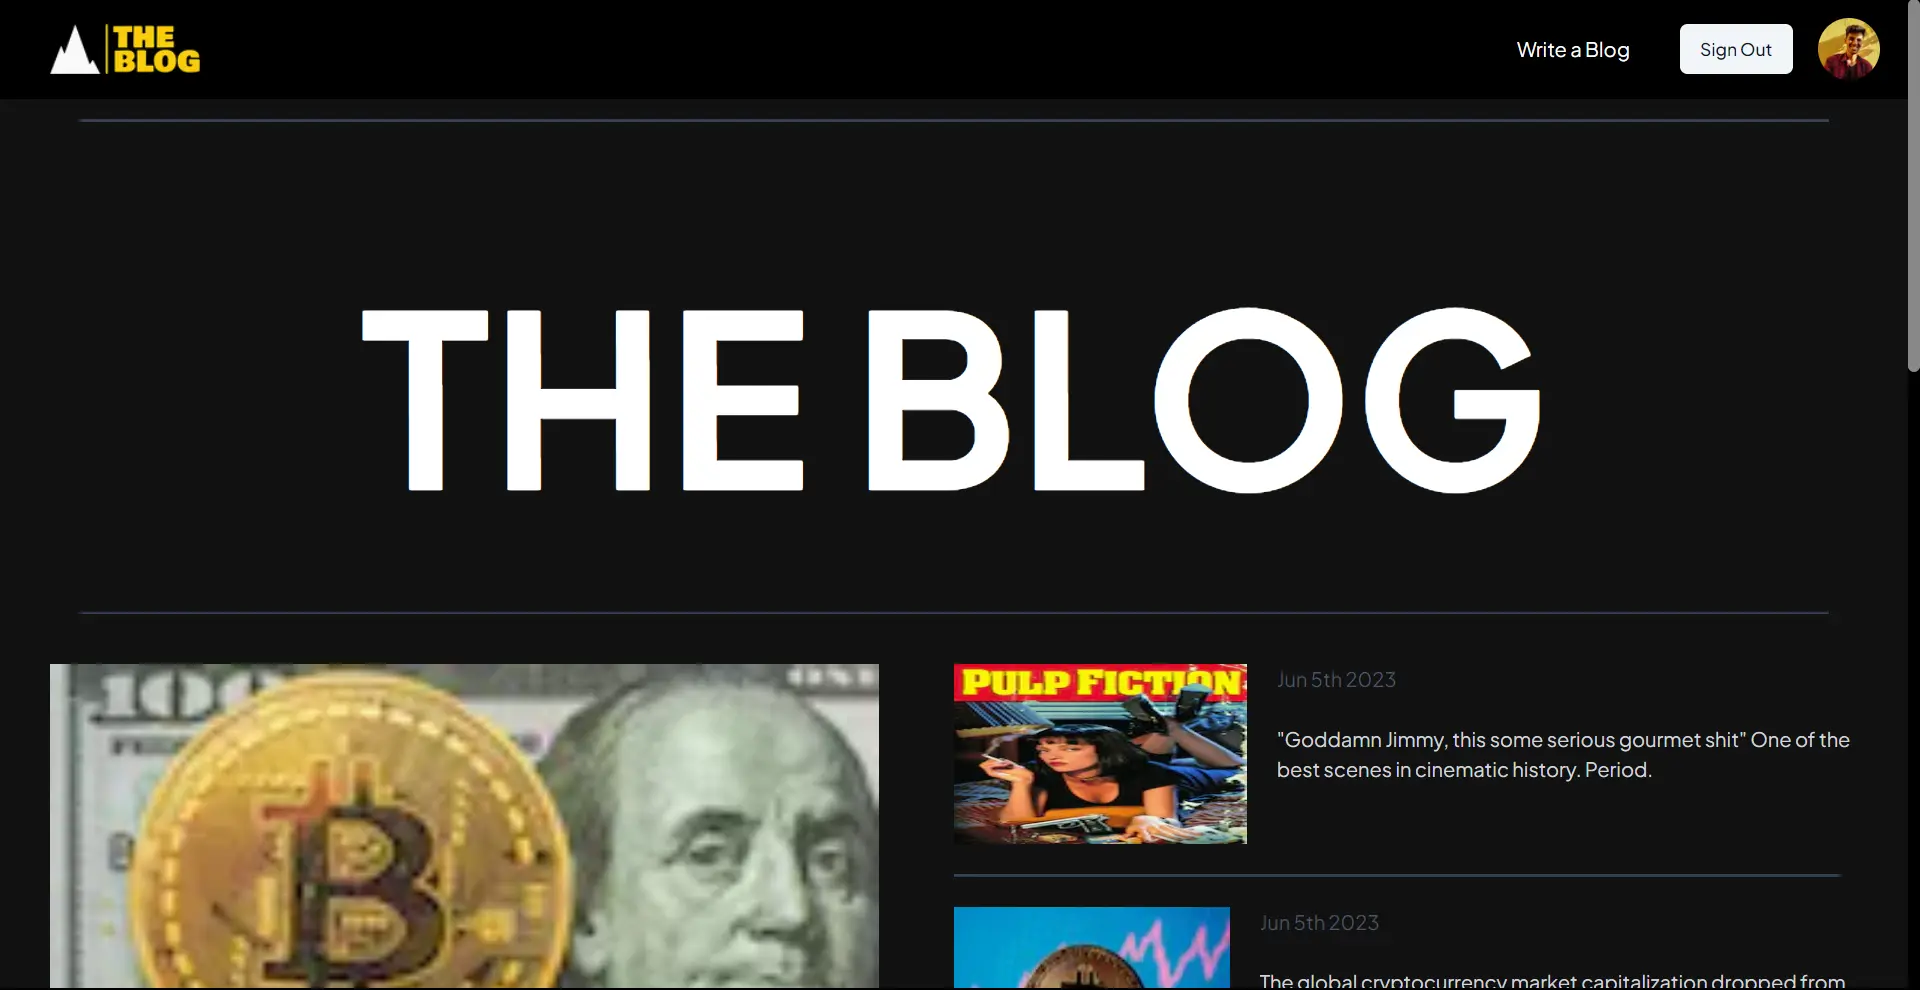 THE
BLOG
Write a Blog
Sign Out
THE BLOG
100
PULP FICTION
Jun 5th 2023
"Goddamn Jimmy, this some serious gourmet shit" One of the
best scenes in cinematic history. Period.
Jun 5th 2023
The global cryptocurrency market capitalization dropped from